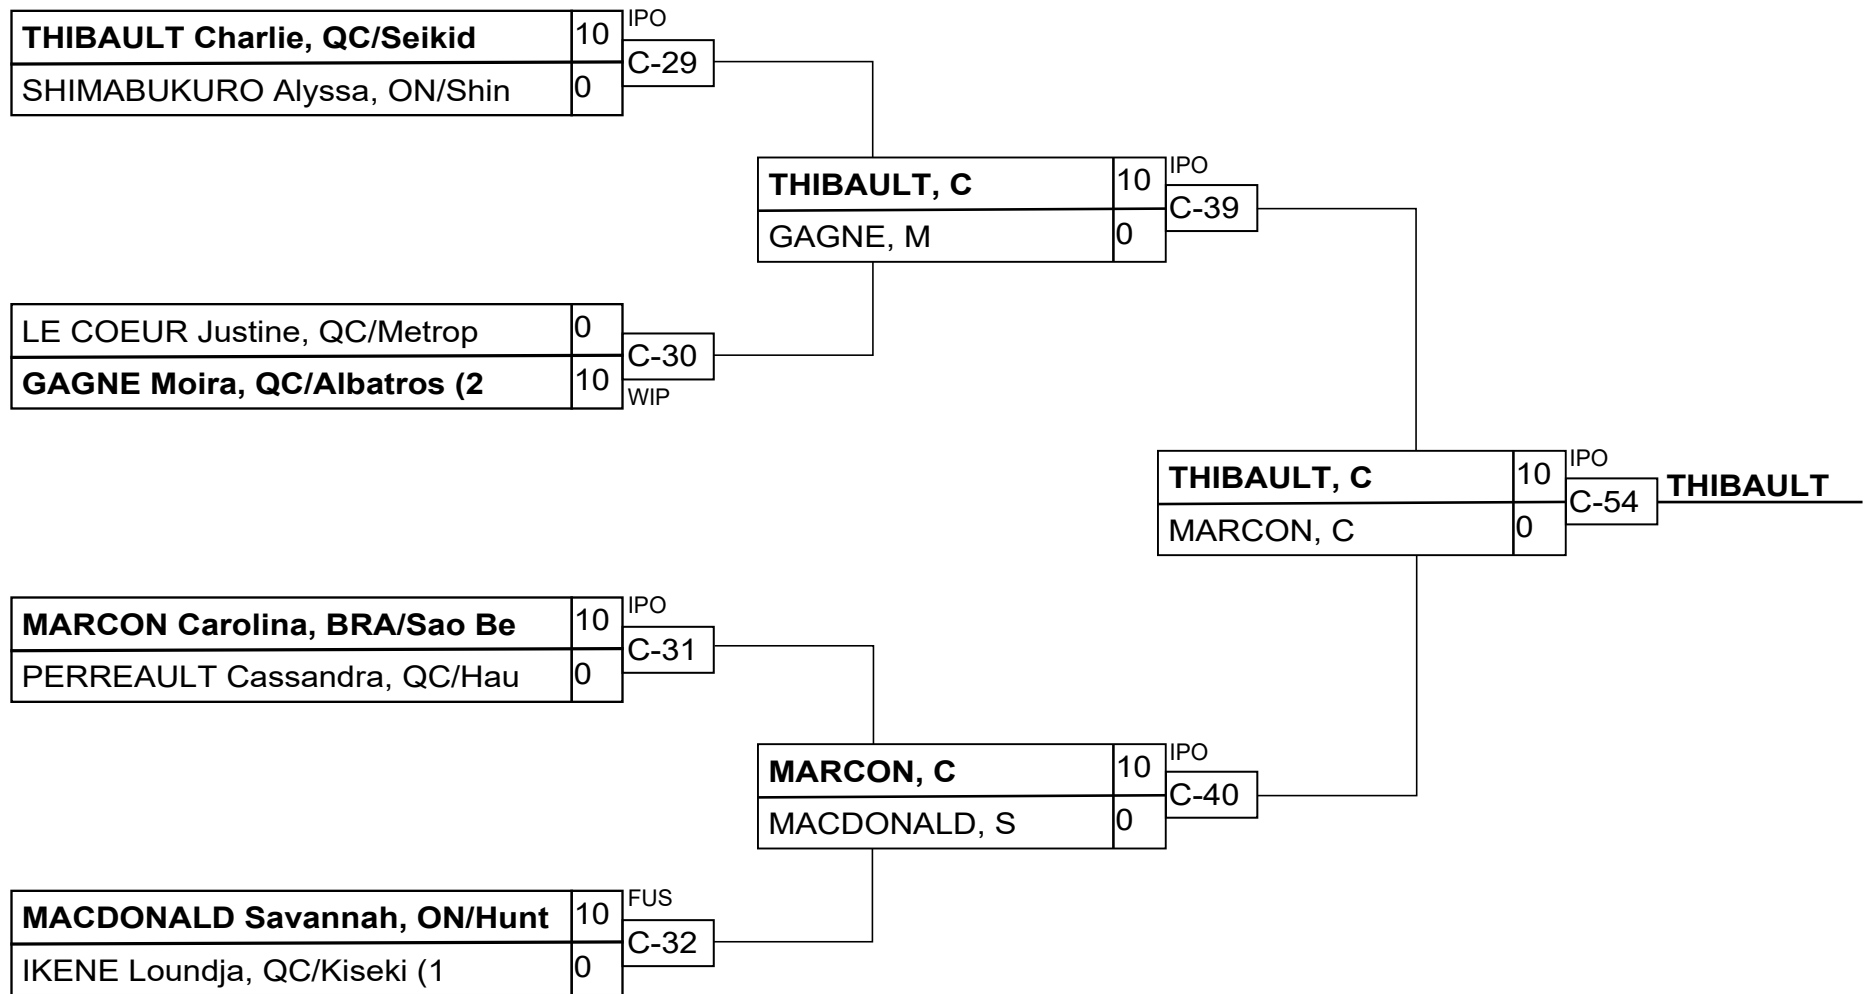 THIBAULT Charlie, QC/Seikid 10 IPO
C-29
SHIMABUKURO Alyssa, ON/Shin 0
THIBAULT, C 10 IPO
C-39
GAGNE, M 0
LE COEUR Justine, QC/Metrop 0
C-30
GAGNE Moira, QC/Albatros (2 10 WIP
THIBAULT, C 10 IPO
C-54 THIBAULT
MARCON, C 0
MARCON Carolina, BRA/Sao Be 10 IPO
C-31
PERREAULT Cassandra, QC/Hau 0
MARCON, C 10 IPO
C-40
MACDONALD, S 0
MACDONALD Savannah, ON/Hunt 10 FUS
C-32
IKENE Loundja, QC/Kiseki (1 0